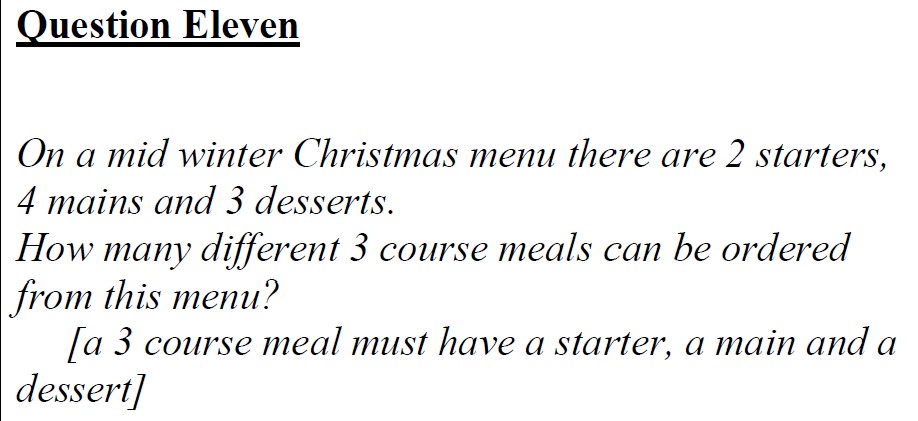 Question Eleven
On a mid winter Christmas menu there are 2 starters,
4 mains and 3 desserts.
How many different 3 course meals can be ordered
from this menu?
[a 3 course meal must have a starter, a main and a
dessert]